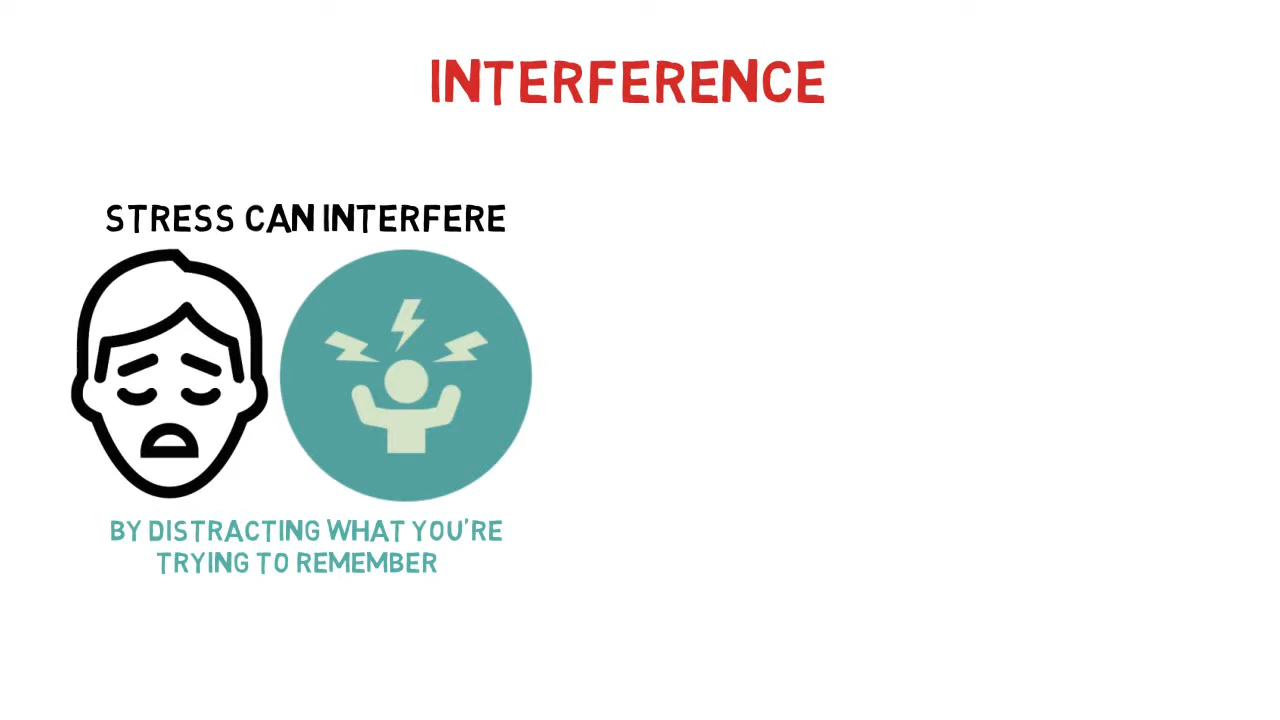 INTERFERENCE
STRESS CAN INTERFERE
BY DISTRACTING WHAT YOU'RE
TRYING TO REMEMBER